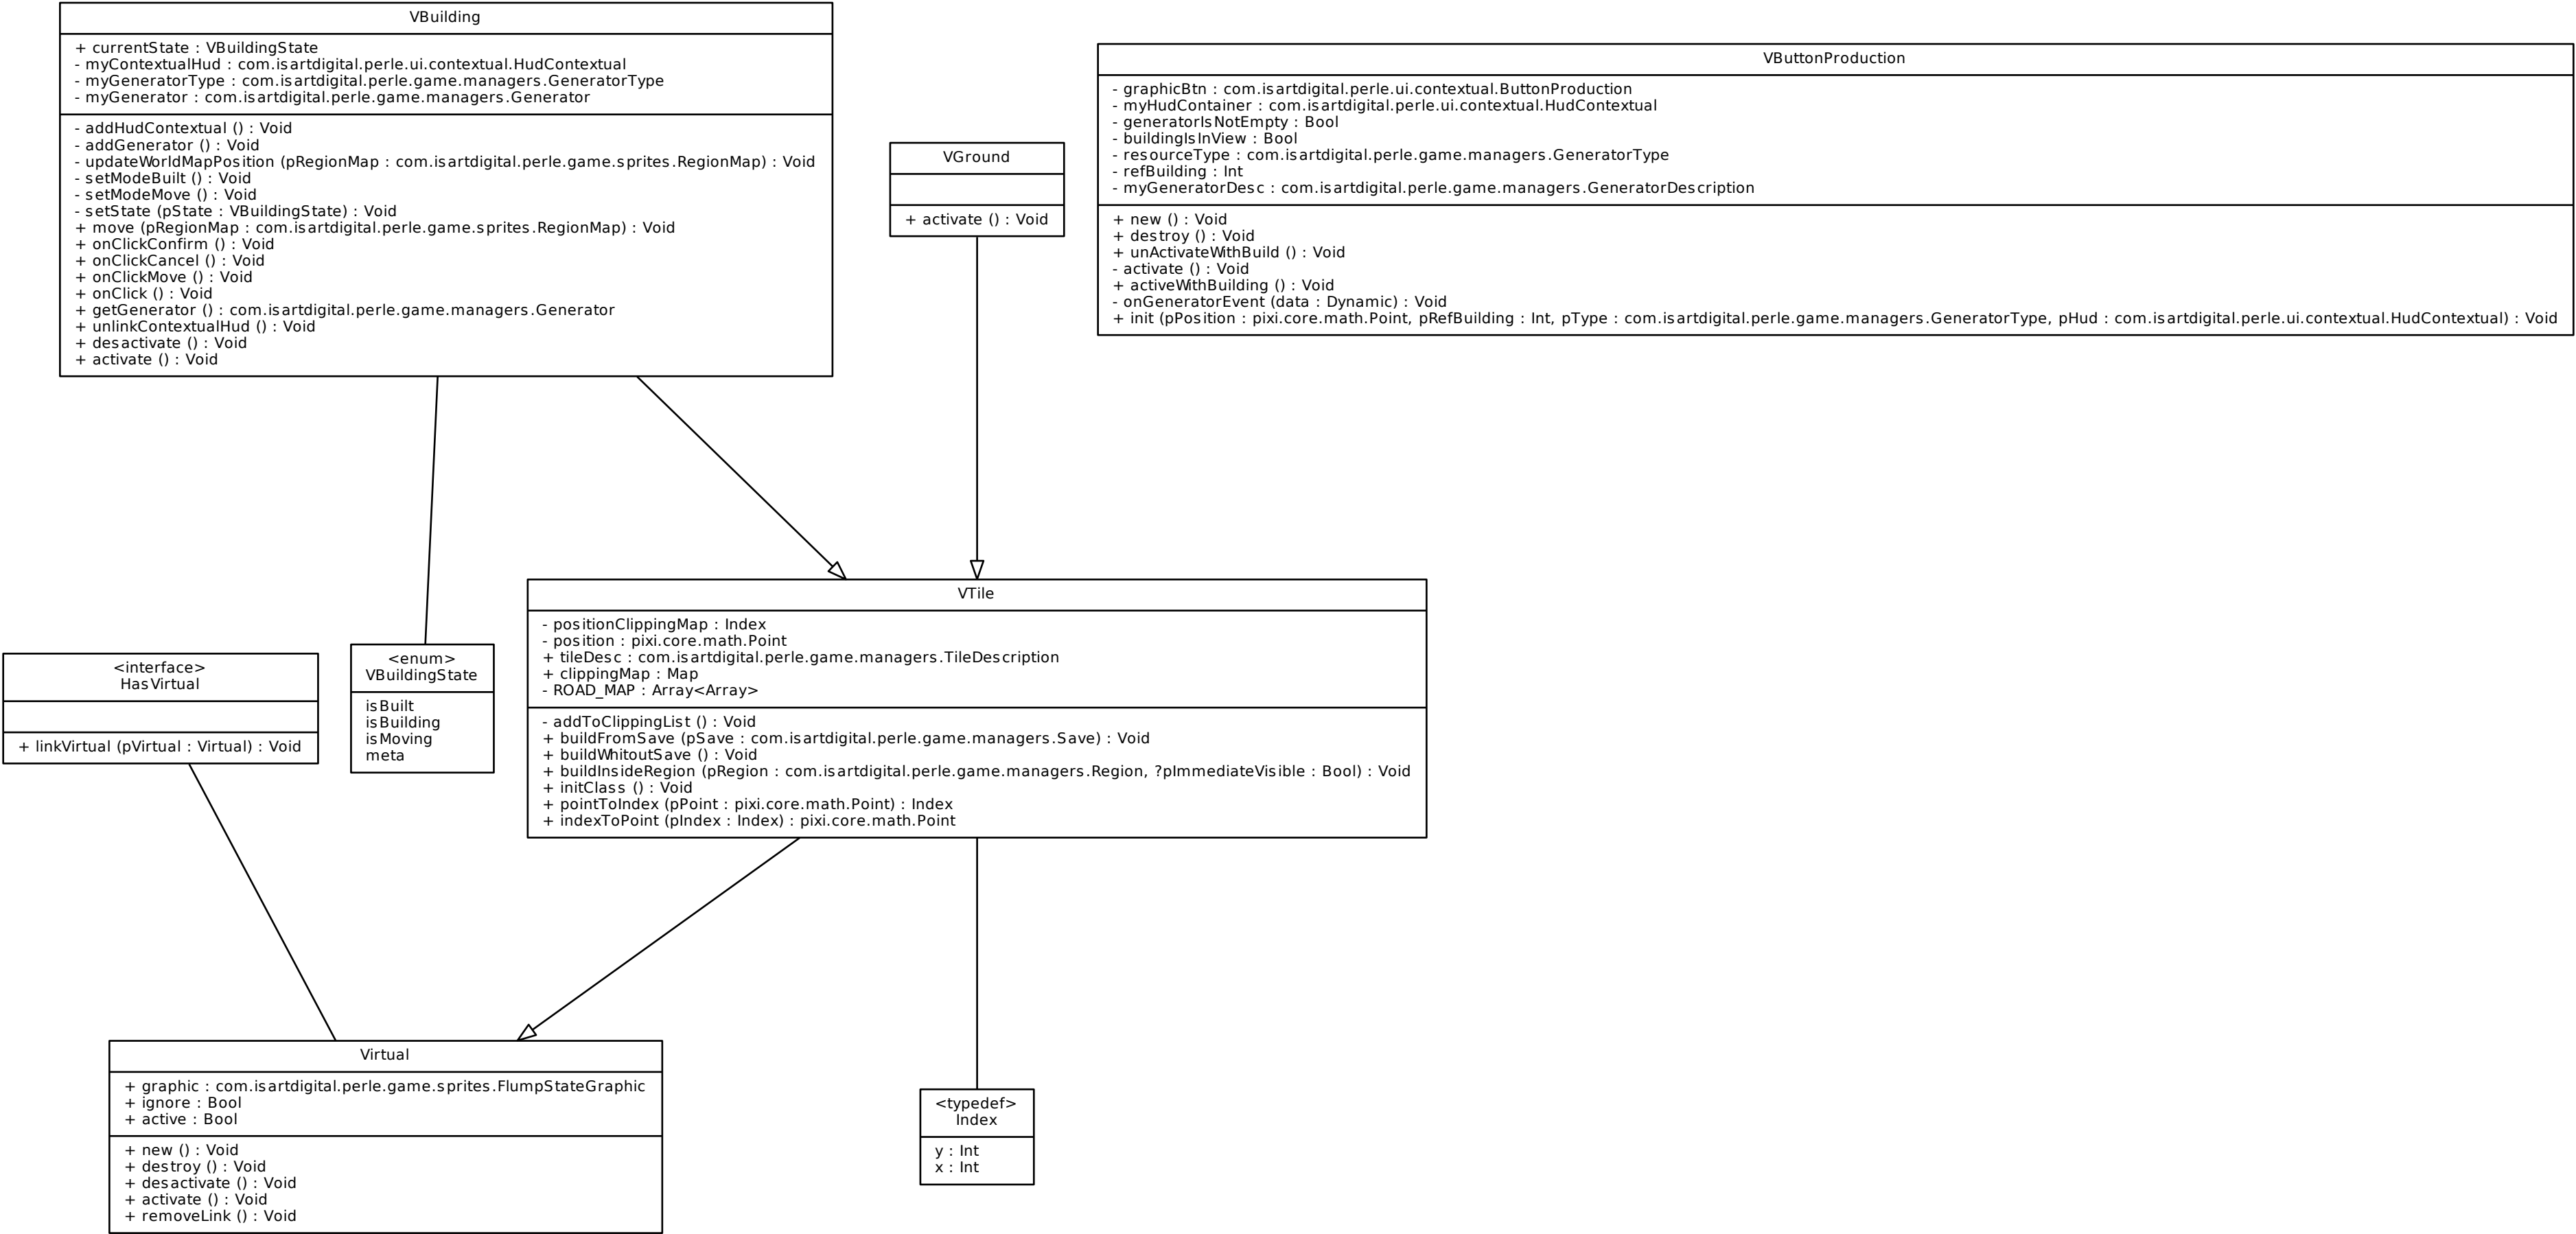 VBuilding
+ currentState : VBuildingState
- myContextualHud : com.isartdigital.perle.ui.contextual.HudContextual
- myGeneratorType : com.isartdigital.perle.game.managers.GeneratorType
- myGenerator : com.isartdigital.perle.game.managers.Generator
- addHudContextual () : Void
- addGenerator () : Void
- updateWorldMapPosition (pRegionMap : com.isartdigital.perle.game.sprites.RegionMap) : Void
- setModeBuilt () : Void
- setModeMove () : Void
- setState (pState : VBuildingState) : Void
+ move (pRegionMap : com.isartdigital.perle.game.sprites.RegionMap) : Void
+ onClickConfirm () : Void
+ onClickCancel () : Void
+ onClickMove () : Void
+ onClick () : Void
+ getGenerator () : com.isartdigital.perle.game.managers.Generator
+ unlinkContextualHud () : Void
+ desactivate () : Void
+ activate () : Void
VGround
+ activate () : Void
VButtonProduction
- graphicBtn : com.isartdigital.perle.ui.contextual.ButtonProduction
- myHudContainer : com.isartdigital.perle.ui.contextual.HudContextual
- generatorIsNotEmpty : Bool
- buildingIsInView : Bool
- resourceType : com.isartdigital.perle.game.managers.GeneratorType
- refBuilding : Int
- myGeneratorDesc : com.isartdigital.perle.game.managers.GeneratorDescription
+ new () : Void
+ destroy () : Void
+ unActivateWithBuild () : Void
- activate () : Void
+ activeWithBuilding () : Void
- onGeneratorEvent (data : Dynamic) : Void
+ init (pPosition : pixi.core.math.Point, pRefBuilding : Int, pType : com.isartdigital.perle.game.managers.GeneratorType, pHud : com.isartdigital.perle.ui.contextual.HudContextual) : Void
<interface>
HasVirtual
+ linkVirtual (pVirtual : Virtual) : Void
<enum>
VBuildingState
isBuilt
isBuilding
isMoving
meta
VTile
- positionClippingMap : Index
- position : pixi.core.math.Point
+ tileDesc : com.isartdigital.perle.game.managers.TileDescription
+ clippingMap : Map
- ROAD_MAP : Array<Array>
- addToClippingList () : Void
+ buildFromSave (pSave : com.isartdigital.perle.game.managers.Save) : Void
+ buildWhitoutSave () : Void
+ buildInsideRegion (pRegion : com.isartdigital.perle.game.managers.Region, ?pImmediateVisible : Bool) : Void
+ initClass () : Void
+ pointToIndex (pPoint : pixi.core.math.Point) : Index
+ indexToPoint (pIndex : Index) : pixi.core.math.Point
Virtual
+ graphic : com.isartdigital.perle.game.sprites.FlumpStateGraphic
+ ignore : Bool
+ active : Bool
+ new () : Void
+ destroy () : Void
+ desactivate () : Void
+ activate () : Void
+ removeLink () : Void
<typedef>
Index
y : Int
x : Int